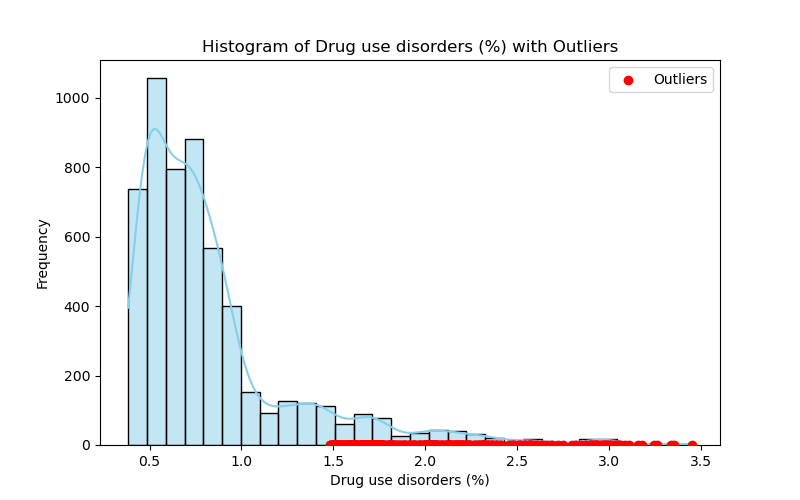 Histogram of Drug use disorders (%) with Outliers
Outliers
Frequency
1000
800
600
400
200
0
0.5 1.0 1.5 2.0 2.5 3.0 3.5
Drug use disorders (%)